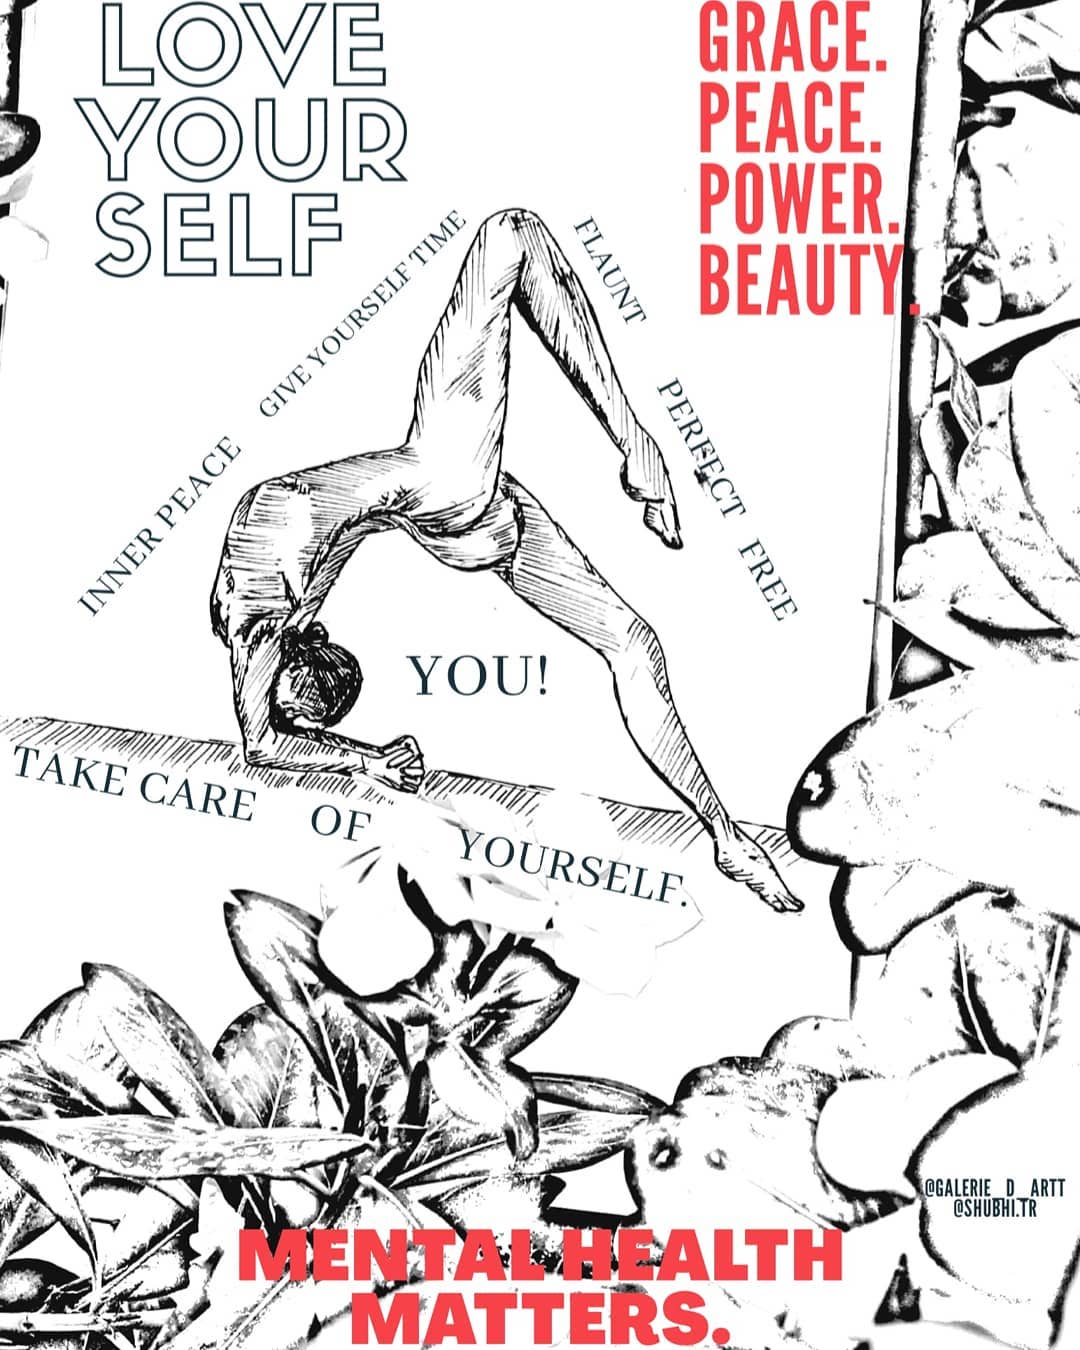 LOVE
YOUR
SELF
GRACE.
PEACE.
POWER.
BEAUTY.
INNER PEACE GIVE YOURSELF TIME
FLAUNT PERFECT FREE
YOU!
TAKE CARE OF YOURSELF.
@GALERIE_D_ARTT
@SHUBHI.TR
MENTAL HEALTH
MATTERS.